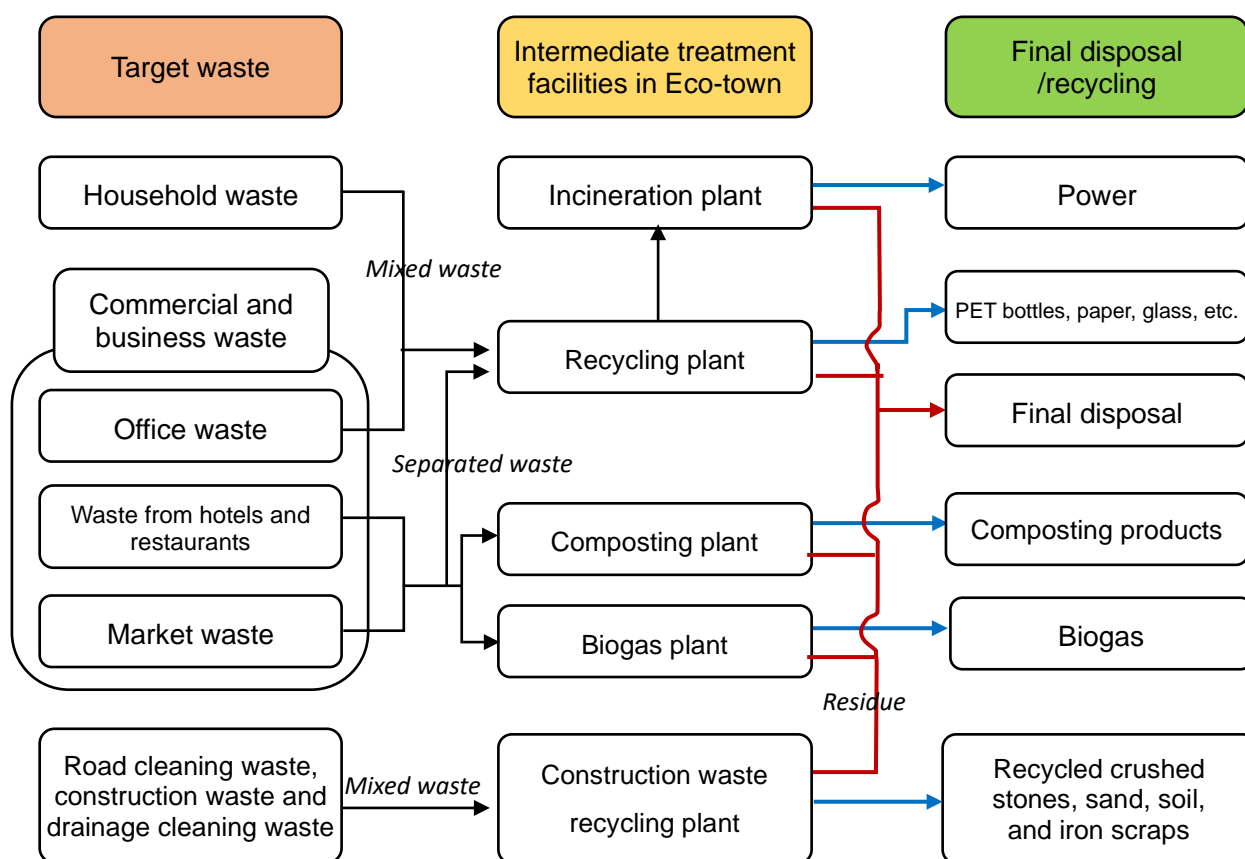 Target waste
Intermediate treatment
facilities in Eco-town
Final disposal
/recycling
Household waste
Incineration plant
Power
Mixed waste
Commercial and
business waste
Recycling plant
PET bottles, paper, glass, etc.
Office waste
Final disposal
Separated waste
Waste from hotels and
restaurants
Composting plant
Composting products
Market waste
Biogas plant
Biogas
Residue
Road cleaning waste,
construction waste and
drainage cleaning waste
Mixed waste
Construction waste
recycling plant
Recycled crushed
stones, sand, soil,
and iron scraps